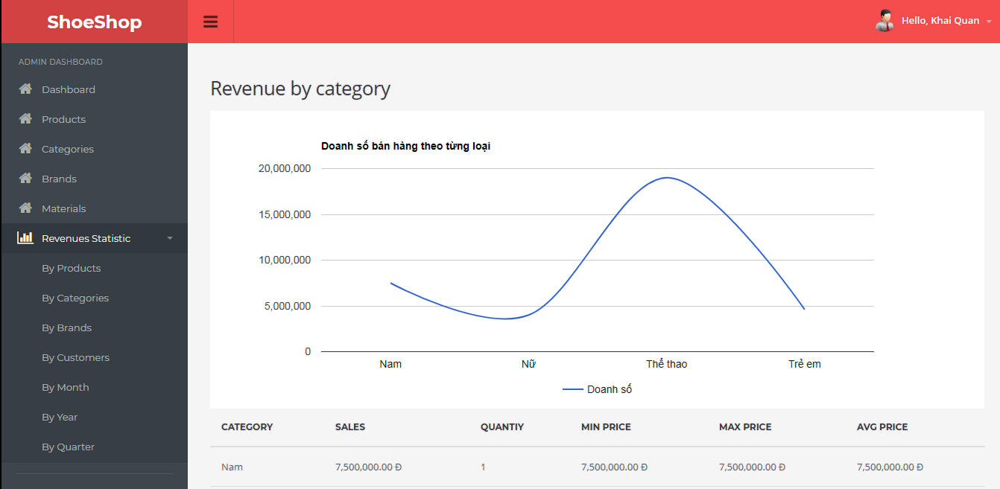 ShoeShop
Hello, Khai Quan
ADMIN DASHBOARD
Dashboard
Products
Categories
Brands
Materials
Revenues Statistic
By Products
By Categories
By Brands
By Customers
By Month
By Year
By Quarter
Revenue by category
Doanh số bán hàng theo từng loại
20,000,000
15,000,000
10,000,000
5,000,000
0
Nam Nữ Thể thao Trẻ em
Doanh số
CATEGORY SALES QUANTIY MIN PRICE MAX PRICE AVG PRICE
Nam 7,500,000.00 Đ 1 7,500,000.00 Đ 7,500,000.00 Đ 7,500,000.00 Đ